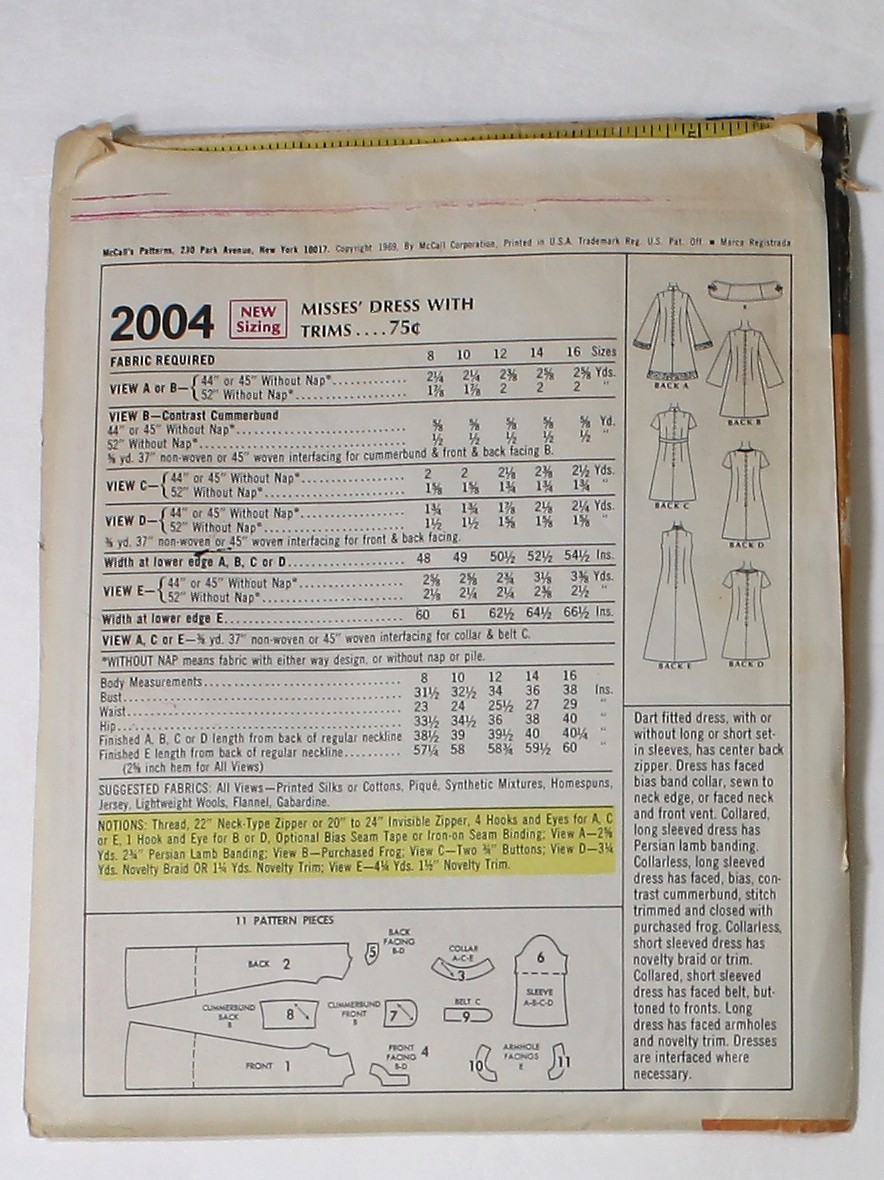 McCall's Patterns, 230 Park Avenue, New York 10017. Copyright 1969, By McCall Corporation, Printed in U.S.A. Trademark Reg. U.S. Pat. Off. ■ Marca Registrada
2004 NEW Sizing MISSES' DRESS WITH TRIMS....75¢
FABRIC REQUIRED 8 10 12 14 16 Sizes
VIEW A or B—{44" or 45" Without Nap*.............. 2¼ 2¼ 2⅜ 2⅝ 2⅝ Yds.
52" Without Nap*.................. 1⅞ 1⅞ 2 2 2 "
VIEW B—Contrast Cummerbund
44" or 45" Without Nap*.......................... ⅝ ⅝ ⅝ ⅝ ⅝ Yd.
52" Without Nap*............................... ½ ½ ½ ½ ½ "
⅜ yd. 37" non-woven or 45" woven interfacing for cummerbund & front & back facing B.
VIEW C—{44" or 45" Without Nap*................... 2 2 2⅛ 2⅜ 2½ Yds.
52" Without Nap*........................ 1⅝ 1⅝ 1¾ 1¾ 1¾ "
VIEW D—{44" or 45" Without Nap*................... 1¾ 1¾ 1⅞ 2⅛ 2¼ Yds.
52" Without Nap*........................ 1½ 1½ 1⅝ 1⅝ 1⅝ "
⅜ yd. 37" non-woven or 45" woven interfacing for front & back facing.
Width at lower edge A, B, C or D.................... 48 49 50½ 52½ 54½ Ins.
VIEW E—{44" or 45" Without Nap*................... 2⅝ 2⅝ 2¾ 3⅛ 3⅜ Yds.
52" Without Nap*........................ 2⅛ 2¼ 2¼ 2⅜ 2½ "
Width at lower edge E............................... 60 61 62½ 64½ 66½ Ins.
VIEW A, C or E—⅜ yd. 37" non-woven or 45" woven interfacing for collar & belt C.
*WITHOUT NAP means fabric with either way design, or without nap or pile.
Body Measurements.................................. 8 10 12 14 16
Bust.............................................. 31½ 32½ 34 36 38 Ins.
Waist............................................. 23 24 25½ 27 29 "
Hip............................................... 33½ 34½ 36 38 40 "
Finished A, B, C or D length from back of regular neckline 38½ 39 39½ 40 40¼ "
Finished E length from back of regular neckline.......... 57¼ 58 58¾ 59½ 60 "
(2⅝ inch hem for All Views)
SUGGESTED FABRICS: All Views—Printed Silks or Cottons, Piqué, Synthetic Mixtures, Homespuns,
Jersey, Lightweight Wools, Flannel, Gabardine.
NOTIONS: Thread, 22" Neck-Type Zipper or 20" to 24" Invisible Zipper, 4 Hooks and Eyes for A, C
or E, 1 Hook and Eye for B or D, Optional Bias Seam Tape or Iron-on Seam Binding; View A—2⅝
Yds. 2¾" Persian Lamb Banding; View B—Purchased Frog; View C—Two ¾" Buttons; View D—3¼
Yds. Novelty Braid OR 1¼ Yds. Novelty Trim; View E—4¼ Yds. 1½" Novelty Trim.
11 PATTERN PIECES
BACK 2
5 BACK FACING B-D
COLLAR A-C-E 3
6 SLEEVE A-B-C-D
CUMMERBUND BACK B 8
CUMMERBUND FRONT B 7
BELT C 9
FRONT 1
FRONT FACING B-D 4
10 ARMHOLE FACINGS E 11
BACK A
B
BACK B
BACK C
BACK D
BACK E
BACK D
Dart fitted dress, with or
without long or short set-
in sleeves, has center back
zipper. Dress has faced
bias band collar, sewn to
neck edge, or faced neck
and front vent. Collared,
long sleeved dress has
Persian lamb banding.
Collarless, long sleeved
dress has faced, bias, con-
trast cummerbund, stitch
trimmed and closed with
purchased frog. Collarless,
short sleeved dress has
novelty braid or trim.
Collared, short sleeved
dress has faced belt, but-
toned to fronts. Long
dress has faced armholes
and novelty trim. Dresses
are interfaced where
necessary.